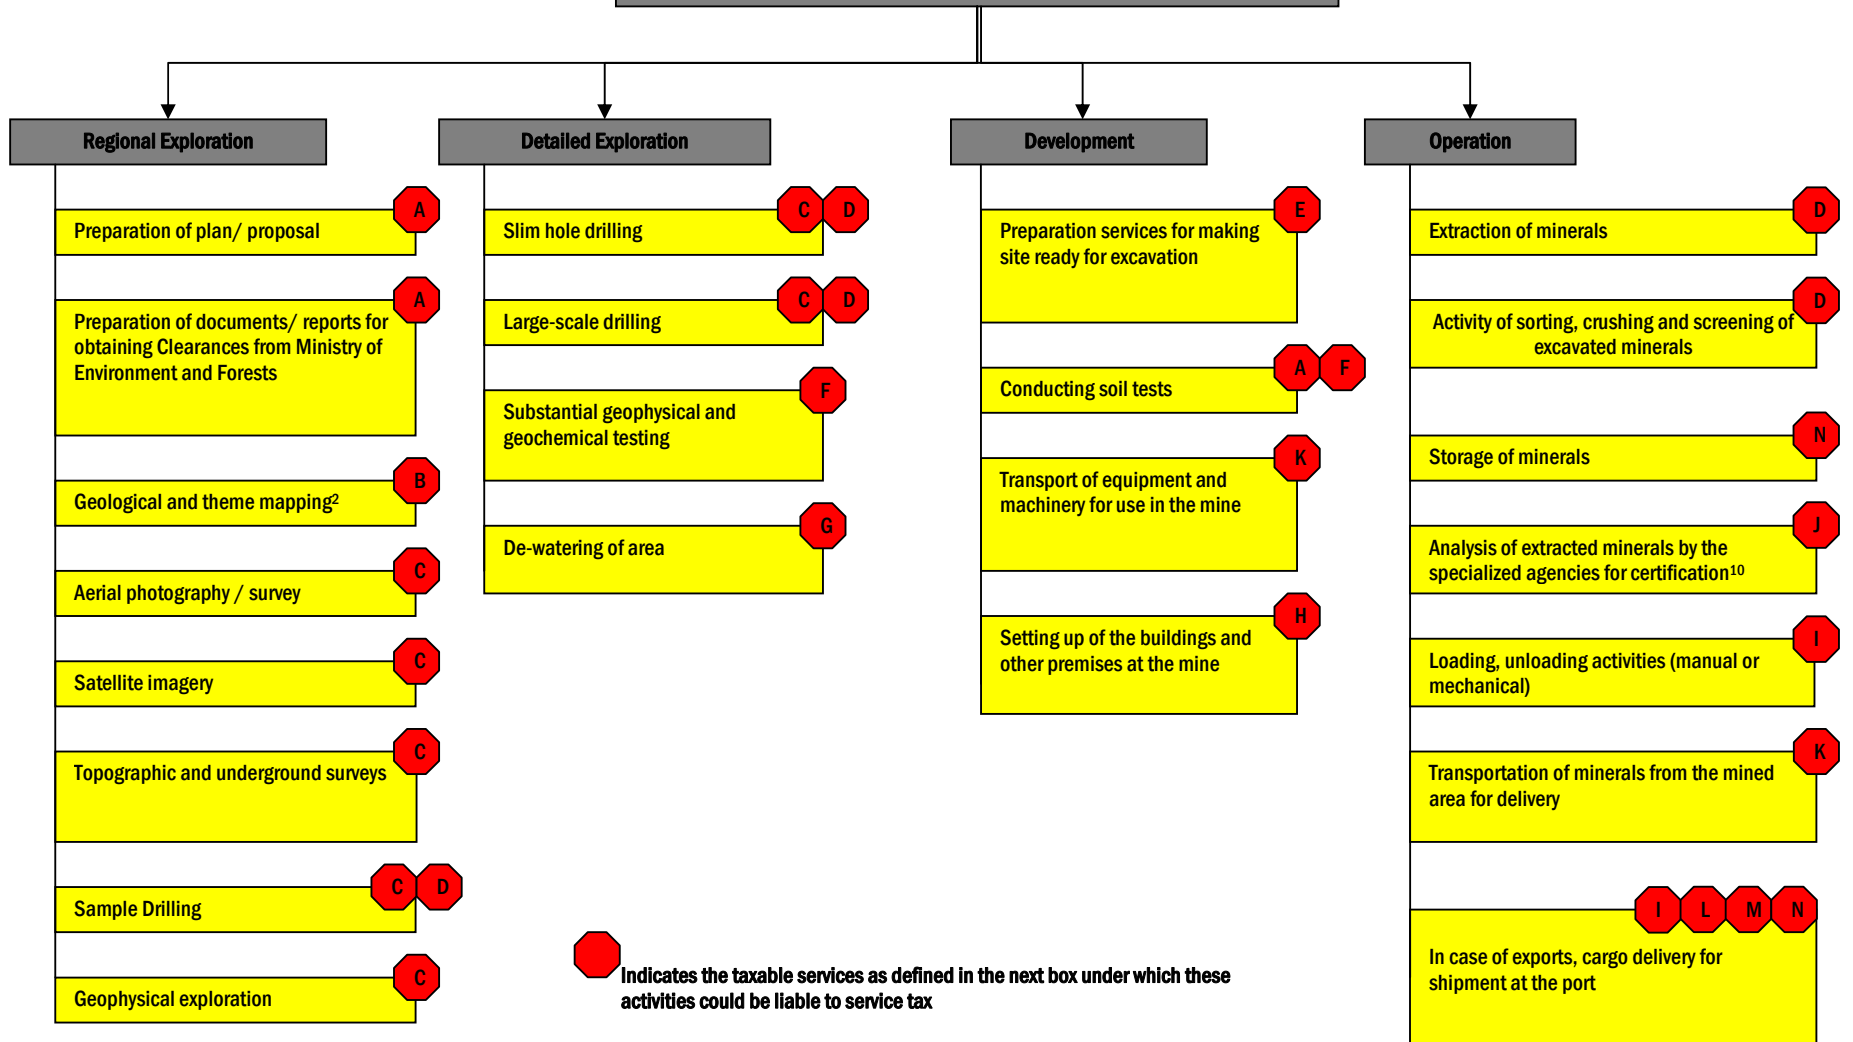 Regional Exploration
A
Preparation of plan/ proposal
A
Preparation of documents/ reports for
obtaining Clearances from Ministry of
Environment and Forests
B
Geological and theme mapping2
C
Aerial photography / survey
C
Satellite imagery
C
Topographic and underground surveys
C D
Sample Drilling
C
Geophysical exploration
Detailed Exploration
C D
Slim hole drilling
C D
Large-scale drilling
F
Substantial geophysical and
geochemical testing
G
De-watering of area
Development
E
Preparation services for making
site ready for excavation
A F
Conducting soil tests
K
Transport of equipment and
machinery for use in the mine
H
Setting up of the buildings and
other premises at the mine
Operation
D
Extraction of minerals
D
Activity of sorting, crushing and screening of
excavated minerals
N
Storage of minerals
J
Analysis of extracted minerals by the
specialized agencies for certification10
I
Loading, unloading activities (manual or
mechanical)
K
Transportation of minerals from the mined
area for delivery
I L M N
In case of exports, cargo delivery for
shipment at the port
Indicates the taxable services as defined in the next box under which these
activities could be liable to service tax